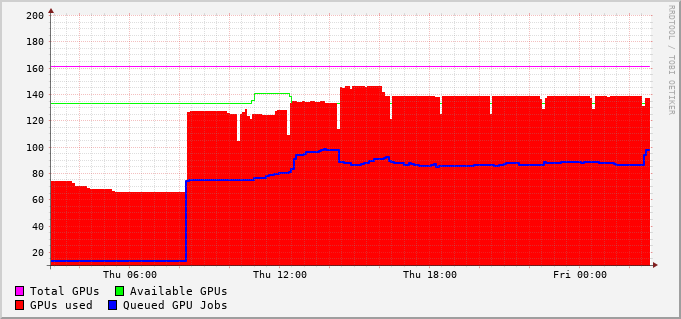 200
180
160
140
120
100
80
60
40
20
Thu 06:00 Thu 12:00 Thu 18:00 Fri 00:00
Total GPUs Available GPUs
GPUs used Queued GPU Jobs
RRDTOOL / TOBI OETIKER